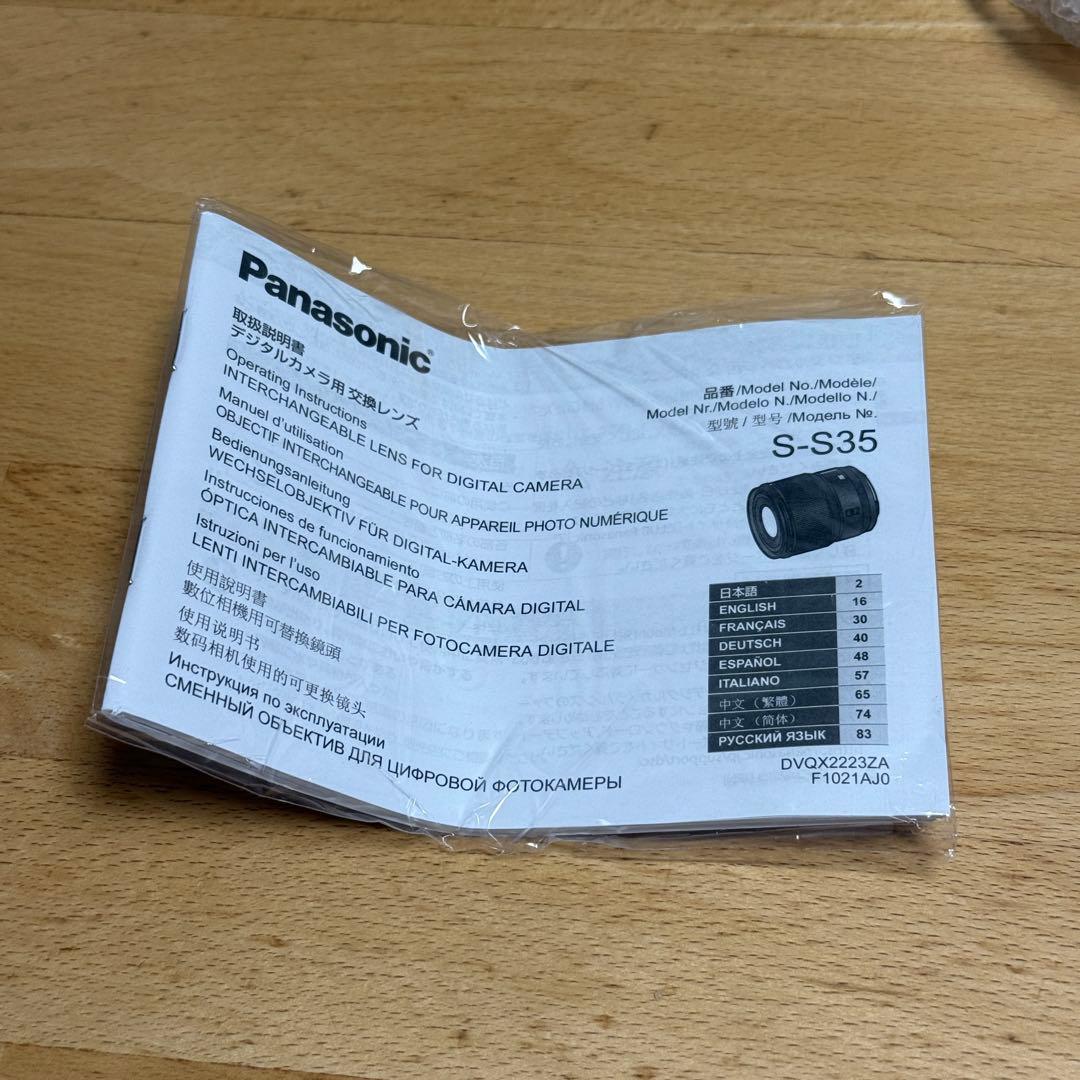 Panasonic
取扱説明書
デジタルカメラ用 交換レンズ
Operating Instructions
INTERCHANGEABLE LENS FOR DIGITAL CAMERA
Manuel d'utilisation
OBJECTIF INTERCHANGEABLE POUR APPAREIL PHOTO NUMÉRIQUE
Bedienungsanleitung
WECHSELOBJEKTIV FÜR DIGITAL-KAMERA
Instrucciones de funcionamiento
ÓPTICA INTERCAMBIABLE PARA CÁMARA DIGITAL
Istruzioni per l'uso
LENTI INTERCAMBIABILI PER FOTOCAMERA DIGITALE
使用說明書
數位相機用可替換鏡頭
使用说明书
数码相机使用的可更换镜头
Инструкция по эксплуатации
СМЕННЫЙ ОБЪЕКТИВ ДЛЯ ЦИФРОВОЙ ФОТОКАМЕРЫ
品番/Model No./Modèle/
Model Nr./Modelo N./Modello N./
型號 / 型号 /Модель №.
S-S35
日本語 2
ENGLISH 16
FRANÇAIS 30
DEUTSCH 40
ESPAÑOL 48
ITALIANO 57
中文（繁體） 65
中文（简体） 74
РУССКИЙ ЯЗЫК 83
DVQX2223ZA
F1021AJ0